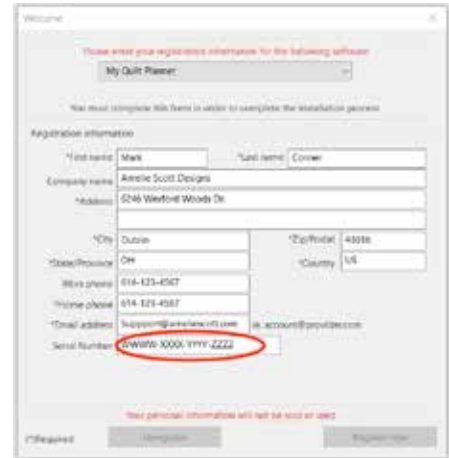 Welcome
Please enter your registration information for the following software
My Quilt Planner
You must complete this form in order to complete the installation process
Registration information
*First name Mark *Last name Conner
Company name Amelie Scott Designs
*Address 6246 Wexford Woods Dr.
*City Dublin *Zip/Postal
*State/Province OH *Country US
Work phone 614-123-4567
*Home phone 614-123-4567
*Email address ie. account@provider.com
Serial Number WWWW-XXXX-YYYY-ZZZZ
Your personal information will not be sold or used
(*)Required Register now